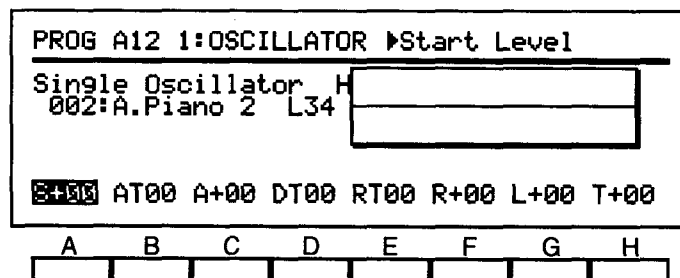 PROG A12 1:OSCILLATOR ▶Start Level
Single Oscillator H
002:A.Piano 2 L34
S+00 AT00 A+00 DT00 RT00 R+00 L+00 T+00
A B C D E F G H